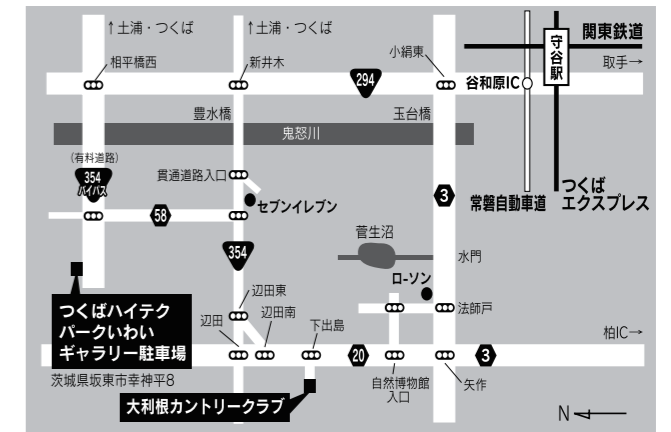 ↑土浦・つくば
↑土浦・つくば
関東鉄道
守谷駅
取手→
相平橋西
新井木
小絹東
294
谷和原IC
豊水橋
玉台橋
鬼怒川
(有料道路)
354
バイパス
貫通道路入口
セブンイレブン
58
3
常磐自動車道
つくば
エクスプレス
354
菅生沼
水門
ローソン
法師戸
つくばハイテク
パークいわい
ギャラリー駐車場
辺田東
辺田
辺田南
下出島
柏IC→
20
3
茨城県坂東市幸神平8
自然博物館
入口
矢作
大利根カントリークラブ
N